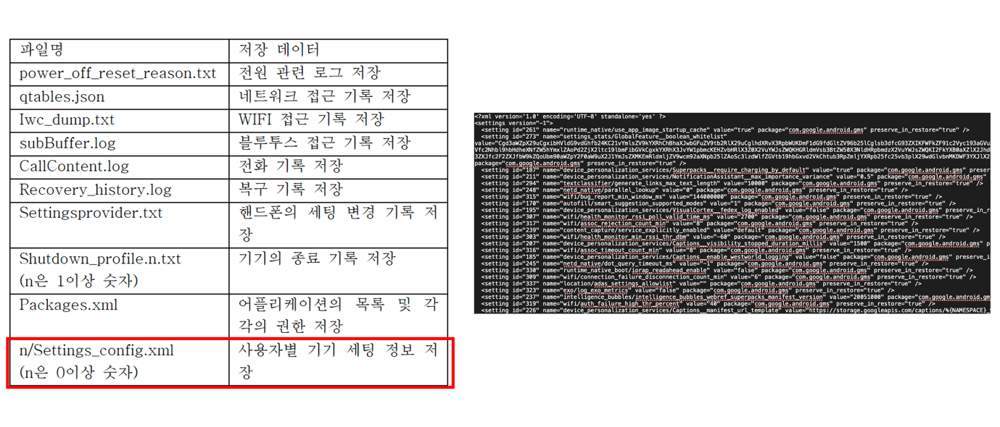 파일명 저장 데이터
power_off_reset_reason.txt 전원 관련 로그 저장
qtables.json 네트워크 접근 기록 저장
Iwc_dump.txt WIFI 접근 기록 저장
subBuffer.log 블루투스 접근 기록 저장
CallContent.log 전화 기록 저장
Recovery_history.log 복구 기록 저장
Settingsprovider.txt 핸드폰의 세팅 변경 기록 저
장
Shutdown_profile.n.txt 기기의 종료 기록 저장
(n은 1이상 숫자)
Packages.xml 어플리케이션의 목록 및 각
각의 권한 저장
n/Settings_config.xml 사용자별 기기 세팅 정보 저
(n은 0이상 숫자) 장
<?xml version='1.0' encoding='UTF-8' standalone='yes' ?>
<settings version="-1">
<setting id="261" name="runtime_native/use_app_image_startup_cache" value="true" package="com.google.android.gms" preserve_in_restore="true" />
<setting id="273" name="settings_stats/GlobalFeature__boolean_whitelist"
package="com.google.android.gms" preserve_in_restore="true" />
<setting id="187" name="device_personalization_services/Superpacks__require_charging_by_default" value="true" package="com.google.android.gms" preser
<setting id="211" name="device_personalization_services/NotificationAssistant__max_importance_variance" value="0.5" package="com.google.android.gms"
<setting id="294" name="textclassifier/generate_links_max_text_length" value="10000" package="com.google.android.gms" preserve_in_restore="true" />
<setting id="248" name="netd_native/parallel_lookup" value="0" package="com.google.android.gms" preserve_in_restore="true" />
<setting id="315" name="wifi/bug_report_min_window_ms" value="144000000" package="com.google.android.gms" preserve_in_restore="true" />
<setting id="170" name="autofill/smart_suggestion_supported_modes" value="1" package="com.google.android.gms" preserve_in_restore="true" />
<setting id="195" name="device_personalization_services/VisualCortex__fedex_log_enabled" value="false" package="com.google.android.gms" preserve_in_re
<setting id="307" name="wifi/health_monitor_rssi_poll_valid_time_ms" value="2700" package="com.google.android.gms" preserve_in_restore="true" />
<setting id="317" name="wifi/assoc_rejection_count_min" value="8" package="com.google.android.gms" preserve_in_restore="true" />
<setting id="239" name="content_capture/service_explicitly_enabled" value="default" package="com.google.android.gms" preserve_in_restore="true" />
<setting id="303" name="wifi/health_monitor_min_rssi_thr_dbm" value="-60" package="com.google.android.gms" preserve_in_restore="true" />
<setting id="207" name="device_personalization_services/Captions__visibility_stopped_duration_millis" value="1500" package="com.google.android.gms" p
<setting id="316" name="wifi/assoc_timeout_count_min" value="8" package="com.google.android.gms" preserve_in_restore="true" />
<setting id="185" name="device_personalization_services/Captions__enable_westworld_logging" value="false" package="com.google.android.gms" preserve_i
<setting id="245" name="netd_native/dot_query_timeout_ms" value="-1" package="com.google.android.gms" preserve_in_restore="true" />
<setting id="330" name="runtime_native_boot/iorap_readahead_enable" value="false" package="com.google.android.gms" preserve_in_restore="true" />
<setting id="309" name="wifi/connection_failure_disconnection_count_min" value="6" package="com.google.android.gms" preserve_in_restore="true" />
<setting id="337" name="location/adas_settings_allowlist" value="" package="com.google.android.gms" preserve_in_restore="true" />
<setting id="323" name="exo/log_exo_metrics" value="false" package="com.google.android.gms" preserve_in_restore="true" />
<setting id="237" name="intelligence_bubbles/intelligence_bubbles_webref_superpacks_manifest_version" value="20051000" package="com.google.android.gm
<setting id="319" name="wifi/auth_failure_high_thr_percent" value="40" package="com.google.android.gms" preserve_in_restore="true" />
<setting id="226" name="device_personalization_services/Captions__manifest_url_template" value="https://storage.googleapis.com/captions/%{NAMESPACE}_